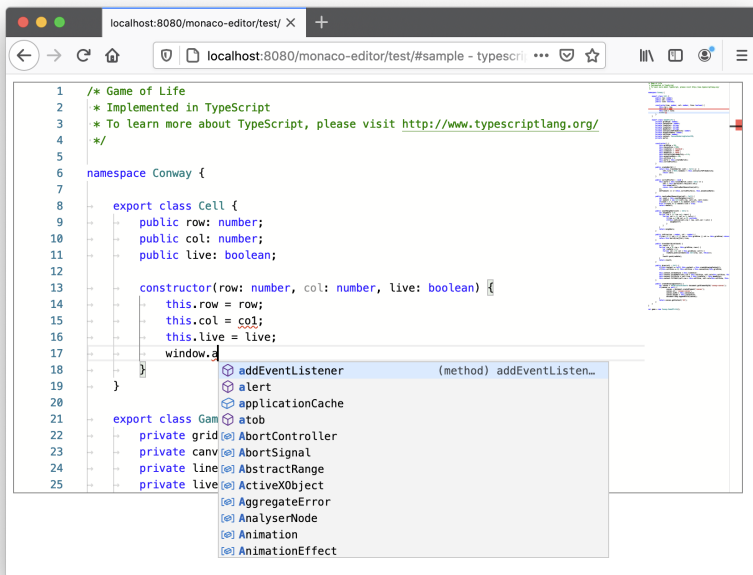 localhost:8080/monaco-editor/test/
localhost:8080/monaco-editor/test/#sample - typescri
1 /* Game of Life
2  * Implemented in TypeScript
3  * To learn more about TypeScript, please visit http://www.typescriptlang.org/
4  */
5
6 namespace Conway {
7
8     export class Cell {
9         public row: number;
10         public col: number;
11         public live: boolean;
12
13         constructor(row: number, col: number, live: boolean) {
14             this.row = row;
15             this.col = co1;
16             this.live = live;
17             window.a
18         }
19     }
20
21     export class Gam
22         private grid
23         private canv
24         private line
25         private live
addEventListener (method) addEventListen…
alert
applicationCache
atob
AbortController
AbortSignal
AbstractRange
ActiveXObject
AggregateError
AnalyserNode
Animation
AnimationEffect